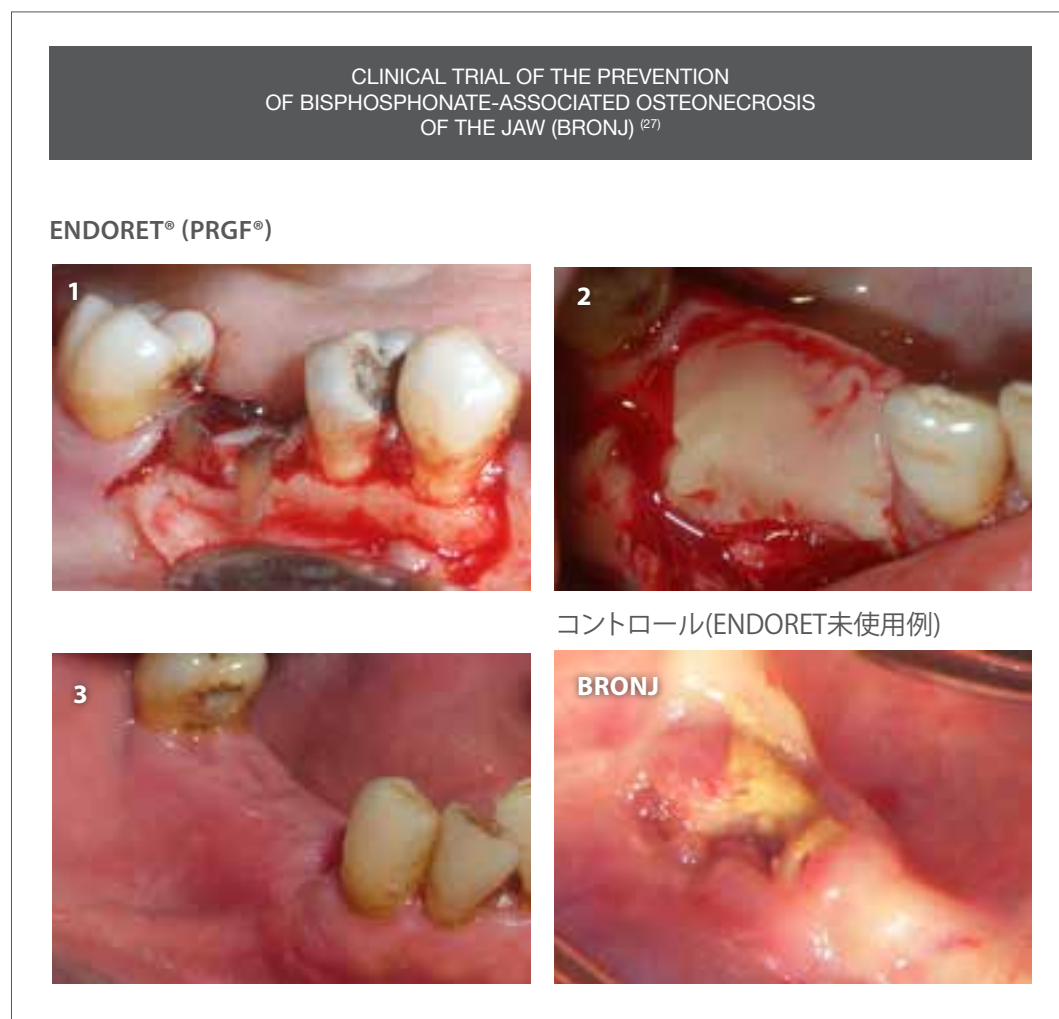 CLINICAL TRIAL OF THE PREVENTION
OF BISPHOSPHONATE-ASSOCIATED OSTEONECROSIS
OF THE JAW (BRONJ) (27)
ENDORET® (PRGF®)
1
2
コントロール(ENDORET未使用例)
3
BRONJ